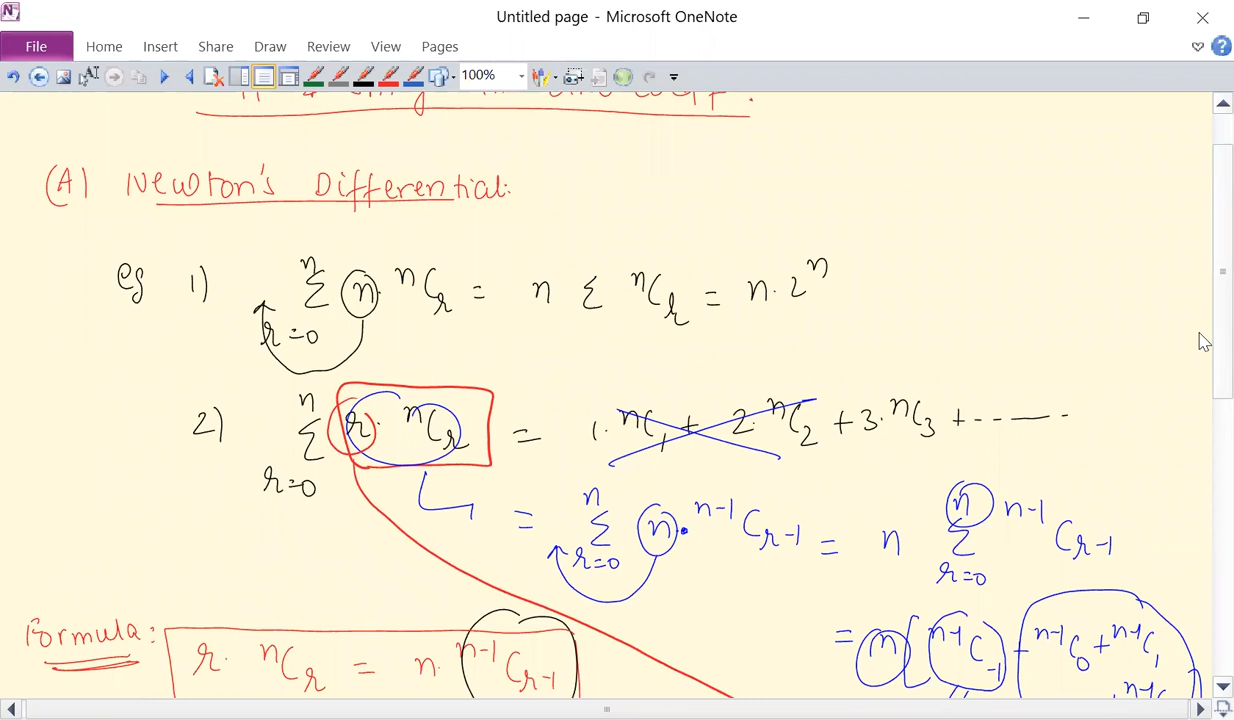 Untitled page - Microsoft OneNote
File Home Insert Share Draw Review View Pages
100%
(A) Newton's Differential.
eg 1) n Σ r=0 n · ⁿCᵣ = n Σ ⁿCᵣ = n · 2ⁿ
2) n Σ r=0 r · ⁿCᵣ = 1. ⁿC₁ + 2. ⁿC₂ + 3. ⁿC₃ + -----
= n Σ r=0 n · ⁿ⁻¹Cᵣ₋₁ = n n Σ r=0 ⁿ⁻¹Cᵣ₋₁
= n [ ⁿ⁻¹C₋₁ + ⁿ⁻¹C₀ + ⁿ⁻¹C₁
Formula: r. ⁿCᵣ = n. ⁿ⁻¹Cᵣ₋₁